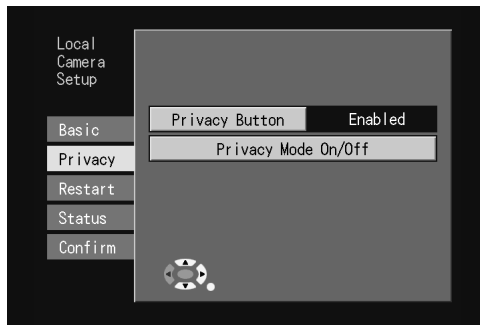 Local
Camera
Setup
Basic
Privacy
Restart
Status
Confirm
Privacy Button Enabled
Privacy Mode On/Off